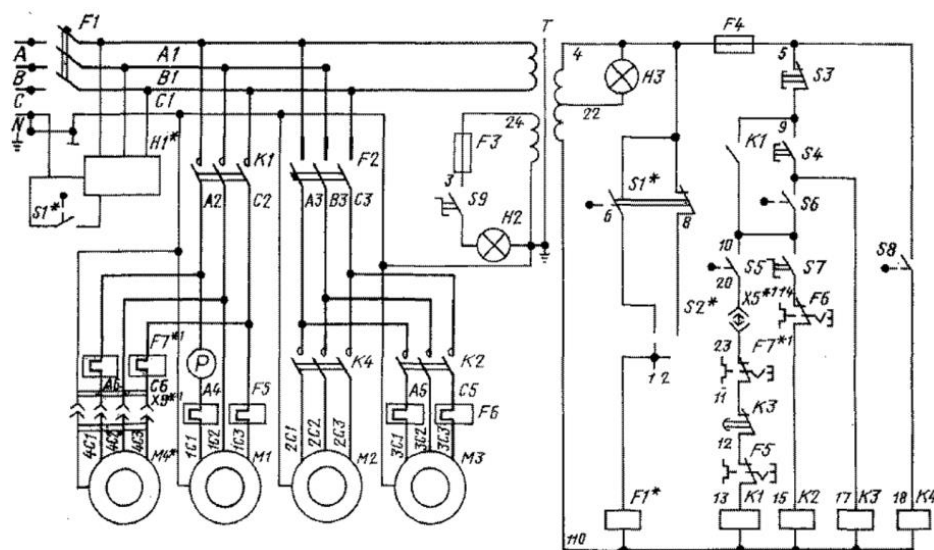 F1
A
A1
B
B1
C
C1
N
H1*
S1*
K1
A2
C2
F2
A3
B3
C3
F3
3
S9
H2
24
T
4
H3
22
F4
5
S3
9
K1
S4
S6
S1*
6
8
10
20
S5
S7
S8
S2*
X5*1
14
F6
1 2
23
F7*1
11
K3
12
F5
F7*1
A6
C6
X9*1
P
A4
F5
K4
K2
A5
C5
F6
4C1
4C2
4C3
1C1
1C2
1C3
2C1
2C2
2C3
3C1
3C2
3C3
M4*
M1
M2
M3
F1*
13
K1
15
K2
17
K3
18
K4
110